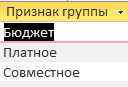 Признак группы
Бюджет
Платное
Совместное